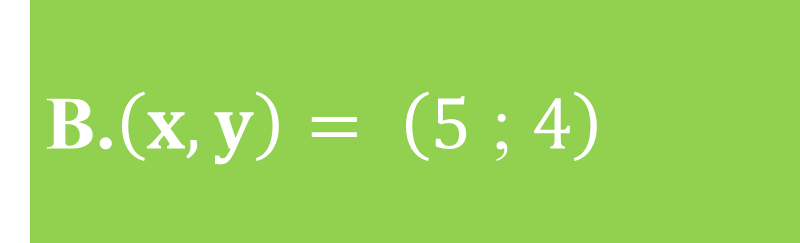 B.(x, y) = (5 ; 4)